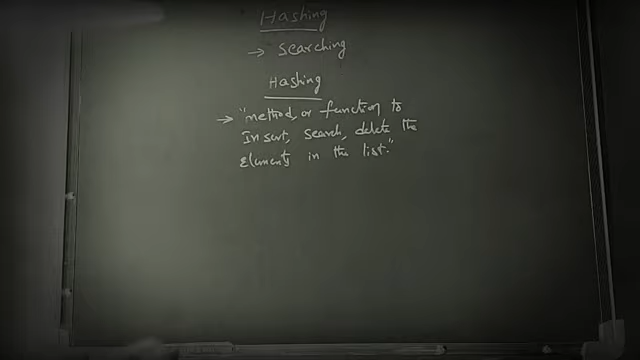 Hashing
→ Searching
Hashing
→ "method or function to
Insert, search, delete the
Elements in the list."